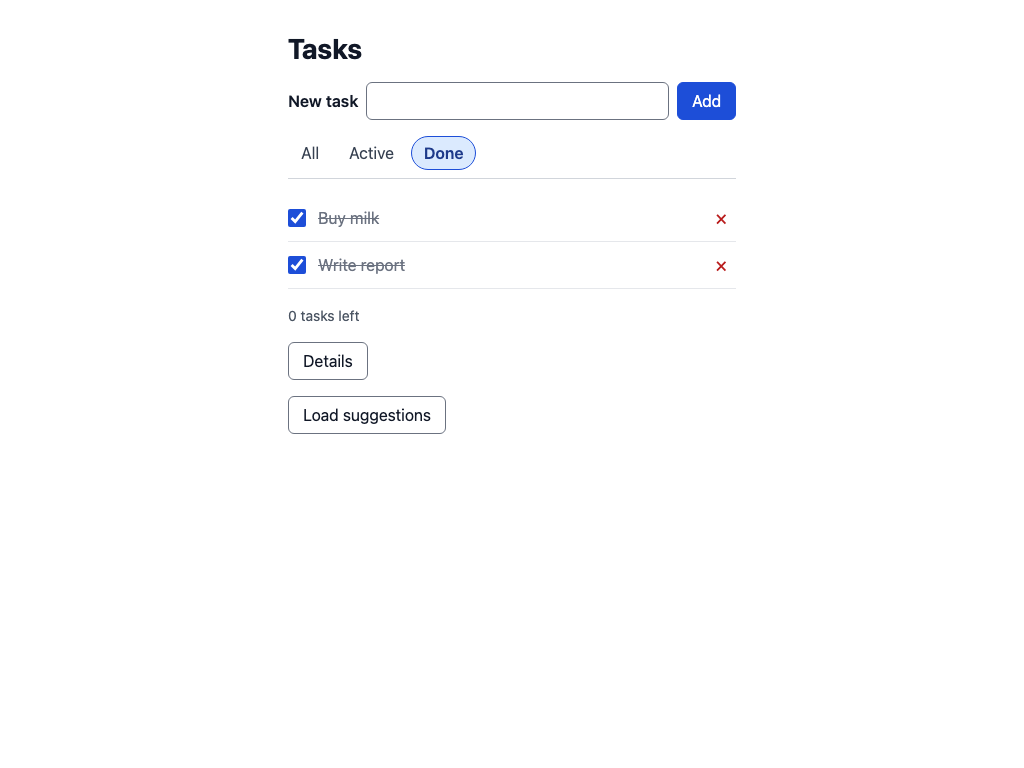 Tasks
New task Add
All Active Done
Buy milk ×
Write report ×
0 tasks left
Details
Load suggestions